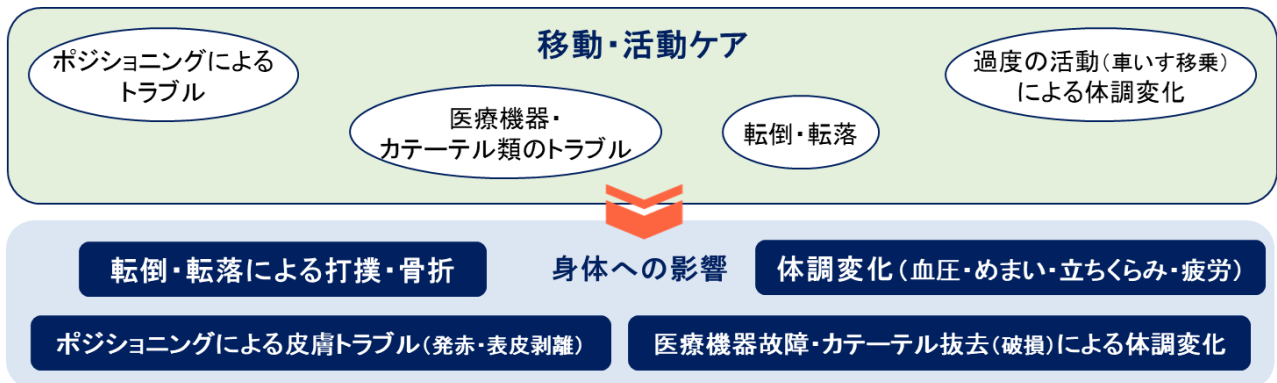 移動・活動ケア
ポジショニングによる
トラブル
医療機器・
カテーテル類のトラブル
転倒・転落
過度の活動（車いす移乗）
による体調変化
身体への影響
転倒・転落による打撲・骨折
体調変化（血圧・めまい・立ちくらみ・疲労）
ポジショニングによる皮膚トラブル（発赤・表皮剥離）
医療機器故障・カテーテル抜去（破損）による体調変化